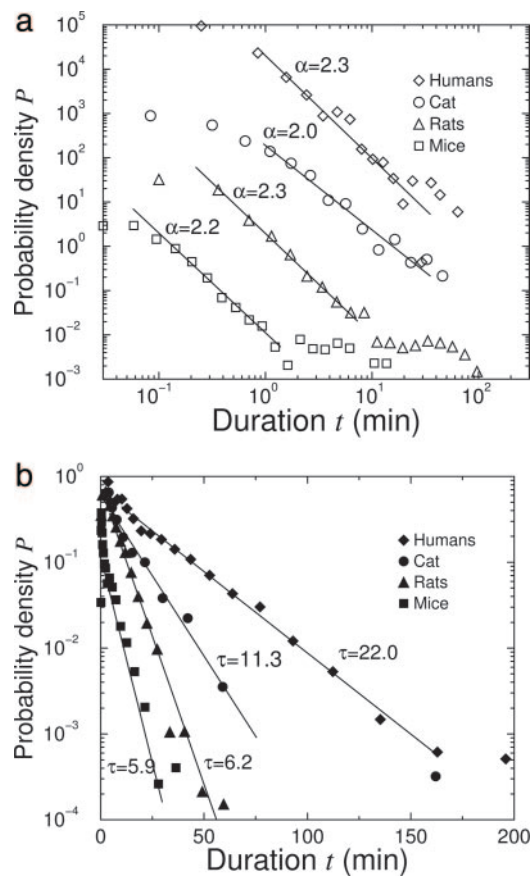 a
10^5
10^4
10^3
10^2
10^1
10^0
10^-1
10^-2
10^-3
Probability density P
α=2.3
α=2.0
α=2.3
α=2.2
Humans
Cat
Rats
Mice
10^-1
10^0
10^1
10^2
Duration t (min)
b
10^0
10^-1
10^-2
10^-3
10^-4
Probability density P
Humans
Cat
Rats
Mice
τ=22.0
τ=11.3
τ=6.2
τ=5.9
0
50
100
150
200
Duration t (min)